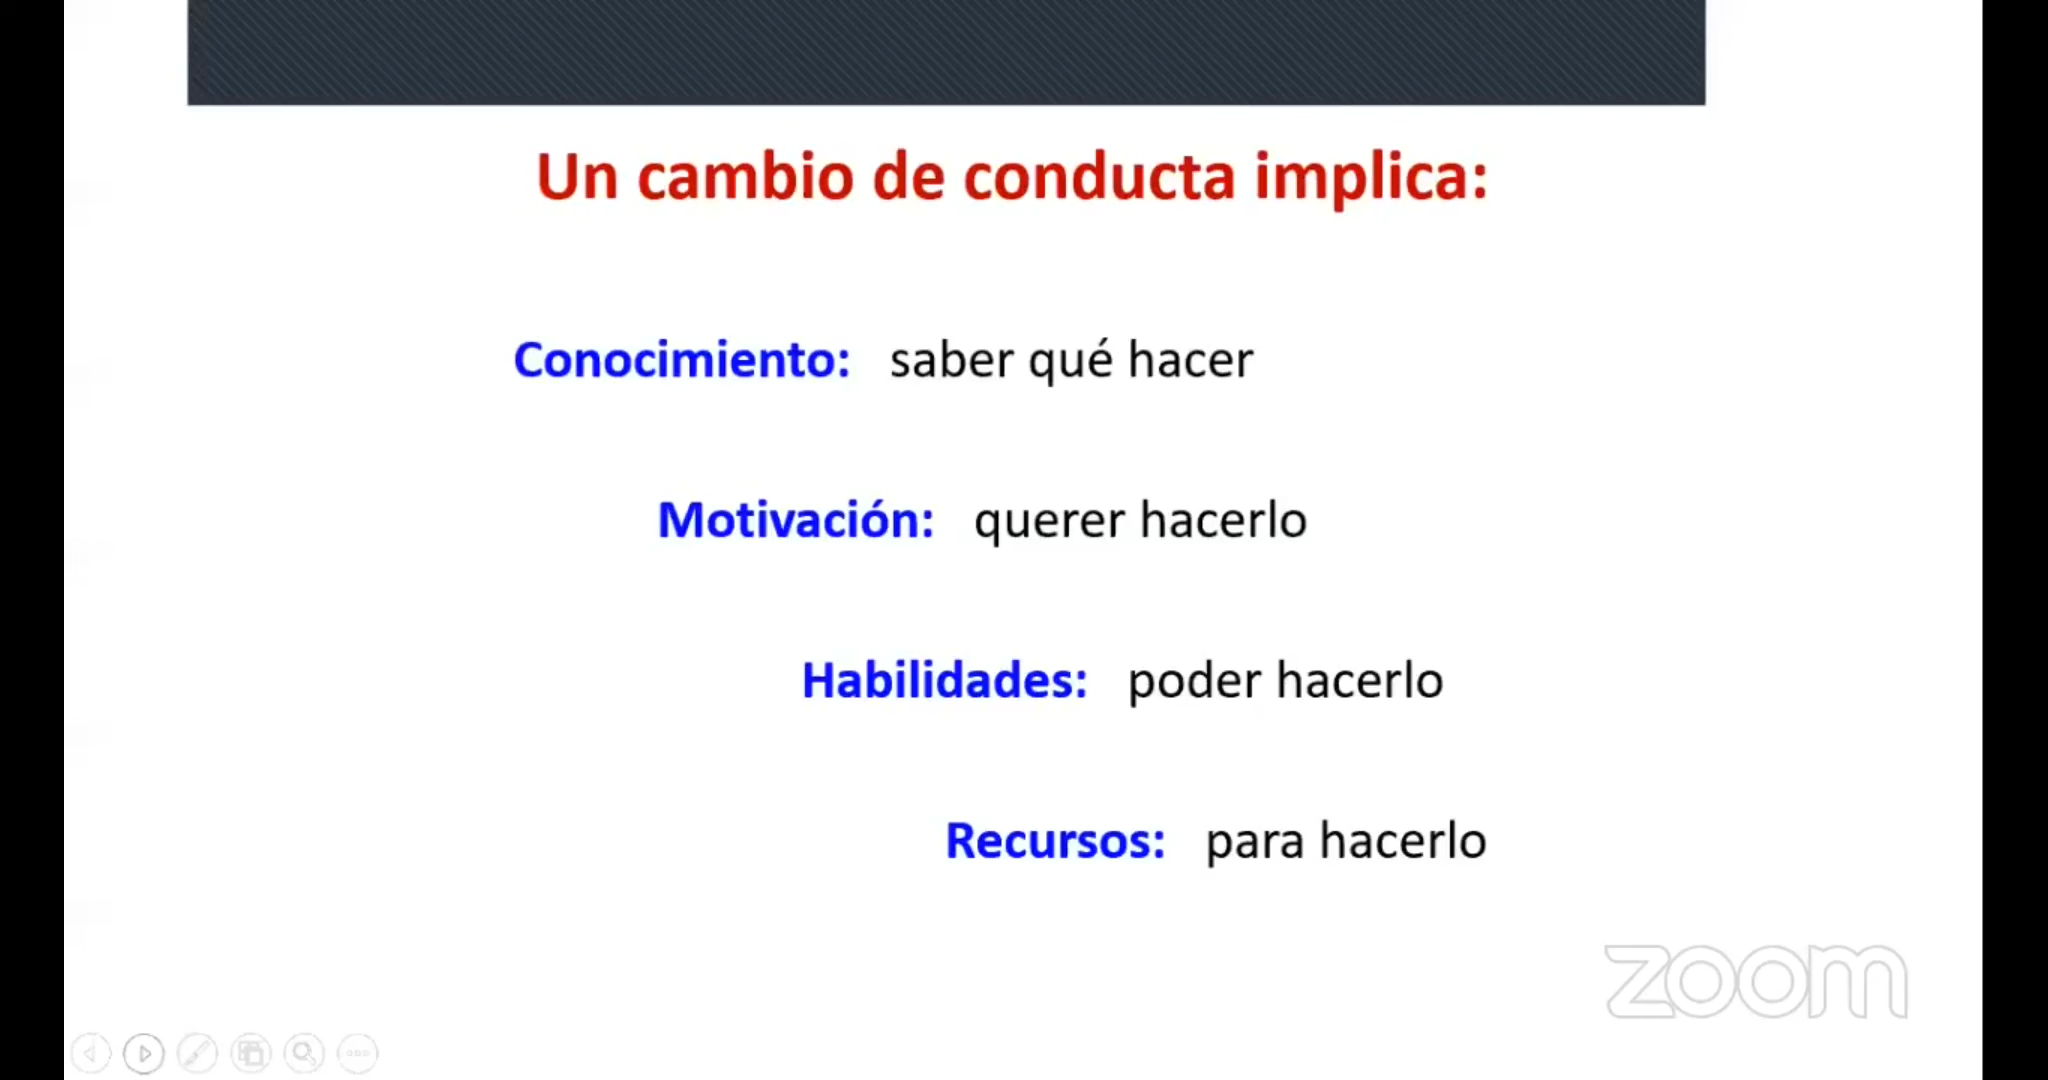 Un cambio de conducta implica:
Conocimiento: saber qué hacer
Motivación: querer hacerlo
Habilidades: poder hacerlo
Recursos: para hacerlo
zoom